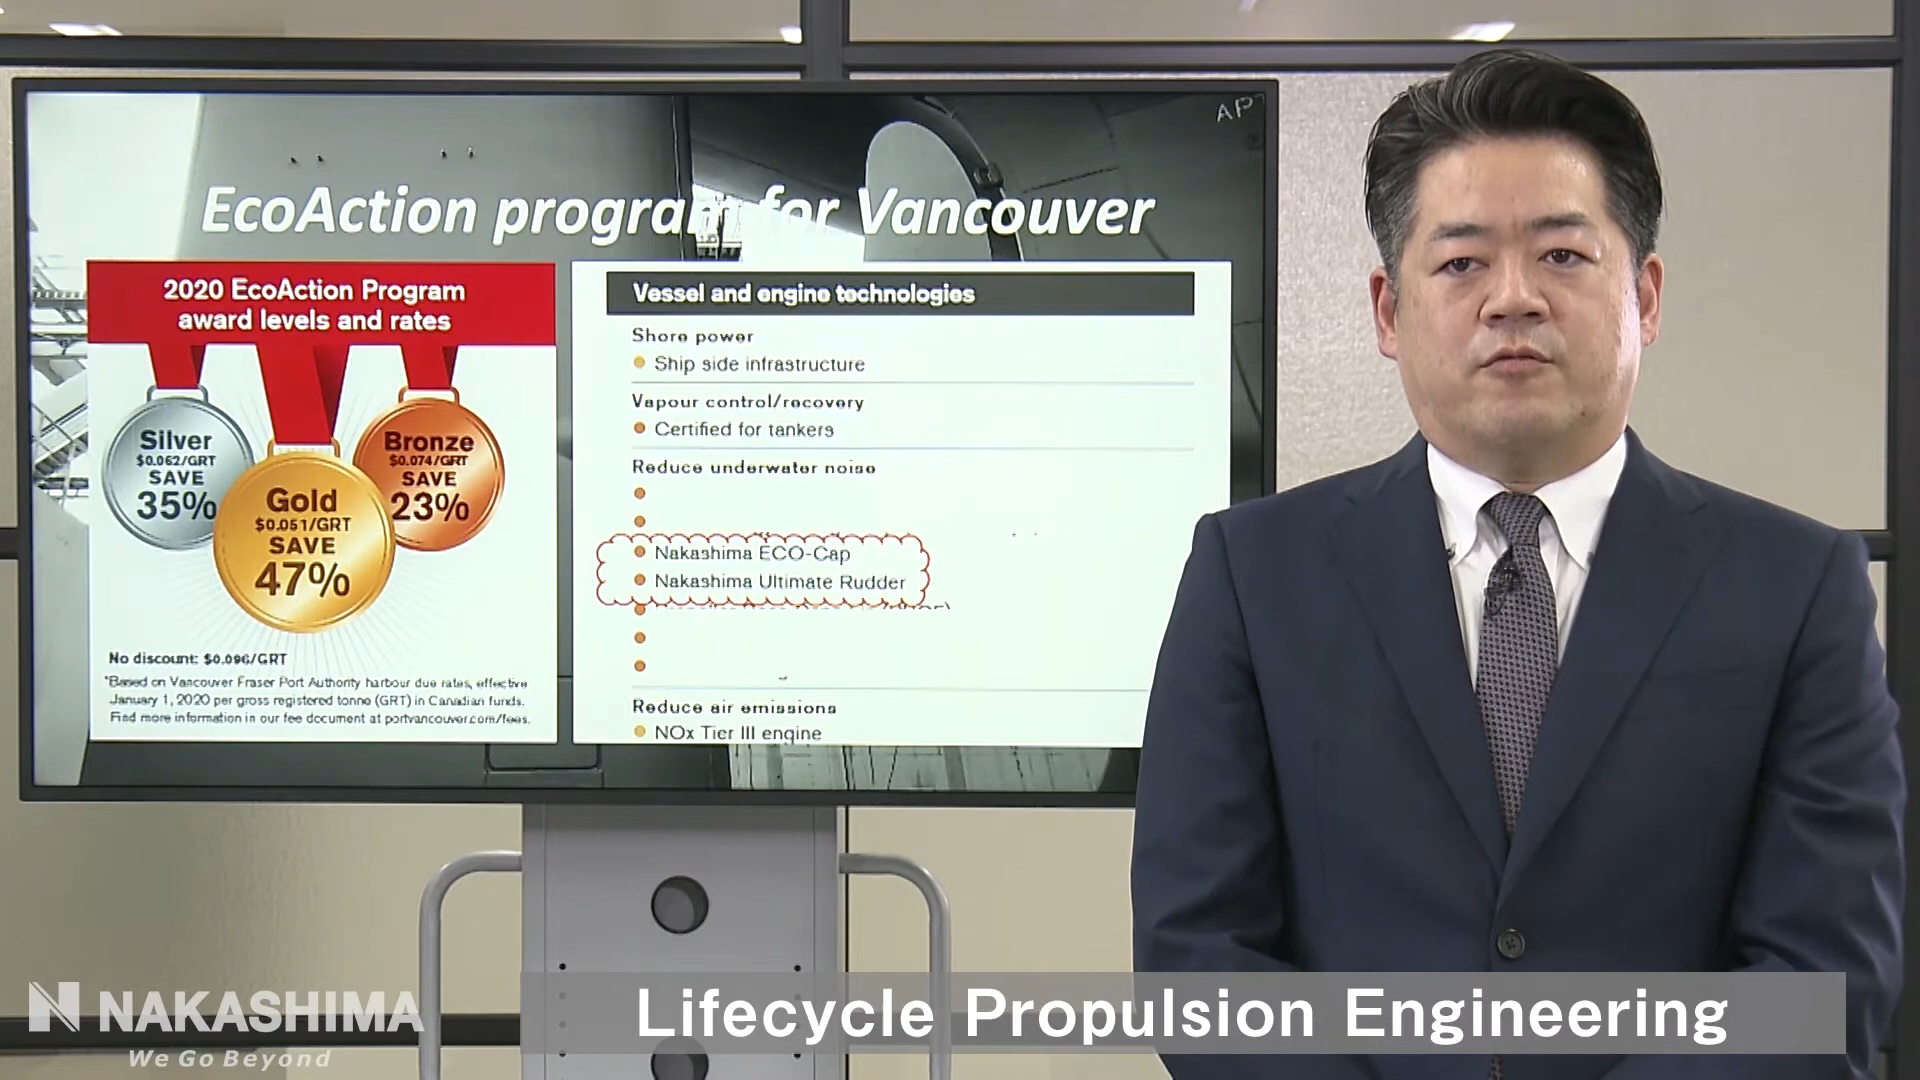 AP
EcoAction program for Vancouver
2020 EcoAction Program
award levels and rates
Silver
$0.062/GRT
SAVE
35%
Gold
$0.051/GRT
SAVE
47%
Bronze
$0.074/GRT
SAVE
23%
No discount: $0.096/GRT
*Based on Vancouver Fraser Port Authority harbour due rates, effective
January 1, 2020 per gross registered tonne (GRT) in Canadian funds.
Find more information in our fee document at portvancouver.com/fees.
Vessel and engine technologies
Shore power
Ship side infrastructure
Vapour control/recovery
Certified for tankers
Reduce underwater noise
Nakashima ECO-Cap
Nakashima Ultimate Rudder
Reduce air emissions
NOx Tier III engine
NAKASHIMA
We Go Beyond
Lifecycle Propulsion Engineering